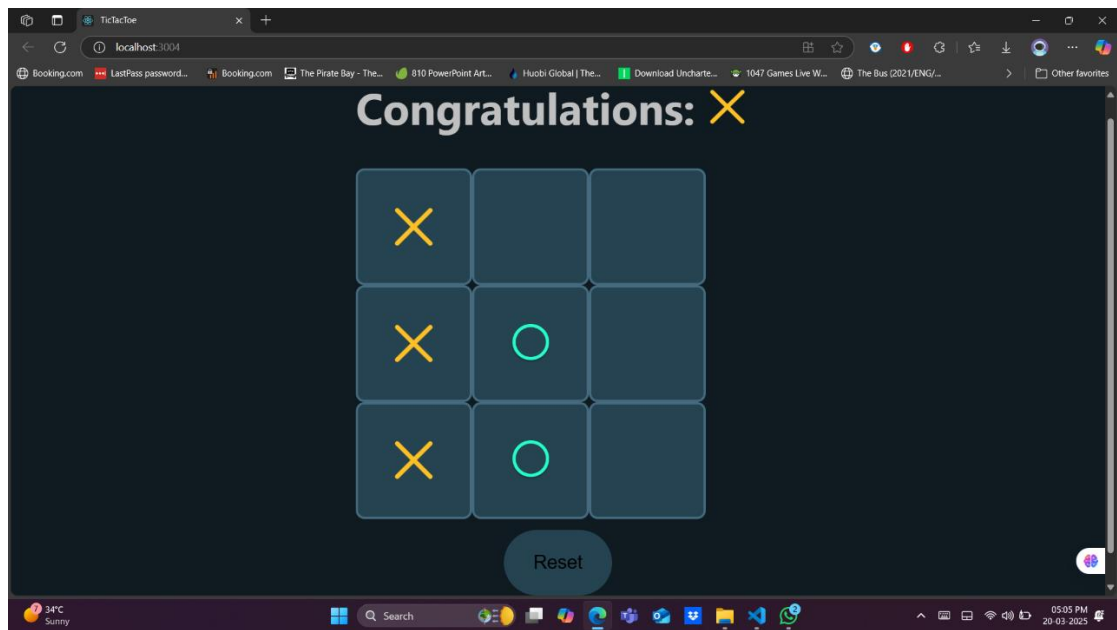 TicTacToe
localhost:3004
Booking.com LastPass password... Booking.com The Pirate Bay - The... 810 PowerPoint Art... Huobi Global | The... Download Uncharte... 1047 Games Live W... The Bus (2021/ENG/... Other favorites
Congratulations:
Reset
7
34°C
Sunny
Search
2
05:05 PM
20-03-2025